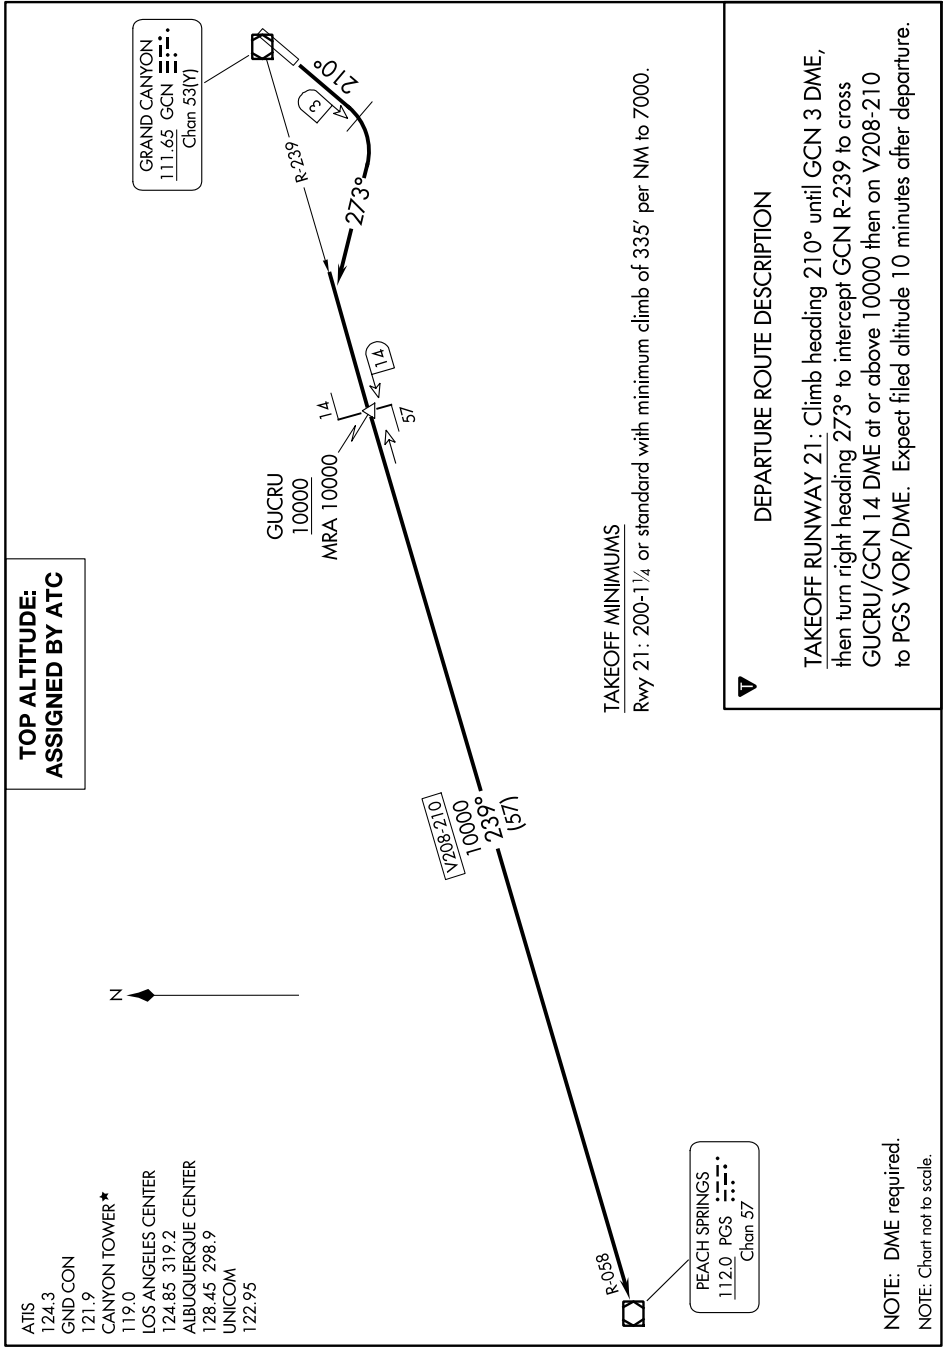 TOP ALTITUDE:
ASSIGNED BY ATC
ATIS
124.3
GND CON
121.9
CANYON TOWER★
119.0
LOS ANGELES CENTER
124.85 319.2
ALBUQUERQUE CENTER
128.45 298.9
UNICOM
122.95
N
GRAND CANYON
111.65 GCN
Chan 53(Y)
210°
3
R-239
273°
14
14
57
GUCRU
10000
MRA 10000
V208-210
10000
239°
(57)
R-058
PEACH SPRINGS
112.0 PGS
Chan 57
TAKEOFF MINIMUMS
Rwy 21: 200-1¼ or standard with minimum climb of 335' per NM to 7000.
NOTE: DME required.
NOTE: Chart not to scale.
T
DEPARTURE ROUTE DESCRIPTION
TAKEOFF RUNWAY 21: Climb heading 210° until GCN 3 DME,
then turn right heading 273° to intercept GCN R-239 to cross
GUCRU/GCN 14 DME at or above 10000 then on V208-210
to PGS VOR/DME. Expect filed altitude 10 minutes after departure.